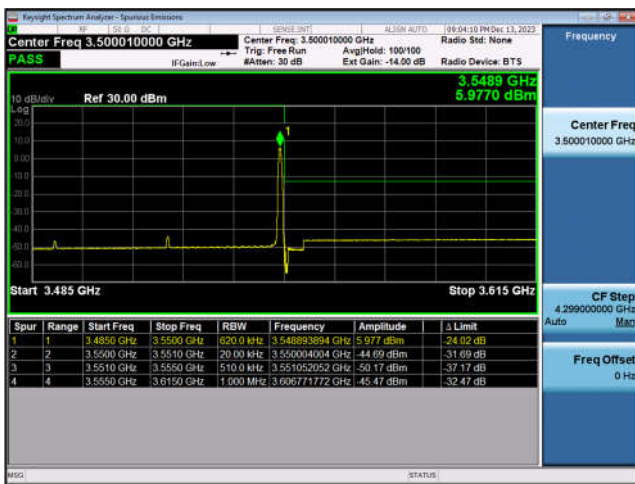 Keysight Spectrum Analyzer - Spurious Emissions
RF 50 Ω DC SENSE:INT ALIGN AUTO 09:04:10 PM Dec 13, 2023
Center Freq 3.500010000 GHz Center Freq: 3.500010000 GHz Radio Std: None Frequency
Trig: Free Run Avg|Hold: 100/100
PASS IFGain:Low #Atten: 30 dB Ext Gain: -14.00 dB Radio Device: BTS
3.5489 GHz
10 dB/div Ref 30.00 dBm 5.9770 dBm
Log
20.0
1
10.0
0.00
-10.0
-20.0
-30.0
-40.0
-50.0
-60.0
Start 3.485 GHz Stop 3.615 GHz
Center Freq
3.500010000 GHz
CF Step
4.299000000 GHz
Auto Man
Freq Offset
0 Hz
Spur Range Start Freq Stop Freq RBW Frequency Amplitude Δ Limit
1 1 3.4850 GHz 3.5500 GHz 620.0 kHz 3.548893894 GHz 5.977 dBm -24.02 dB
2 2 3.5500 GHz 3.5510 GHz 20.00 kHz 3.550004004 GHz -44.69 dBm -31.69 dB
3 3 3.5510 GHz 3.5550 GHz 510.0 kHz 3.551052052 GHz -50.17 dBm -37.17 dB
4 4 3.5550 GHz 3.6150 GHz 1.000 MHz 3.606771772 GHz -45.47 dBm -32.47 dB
MSG STATUS